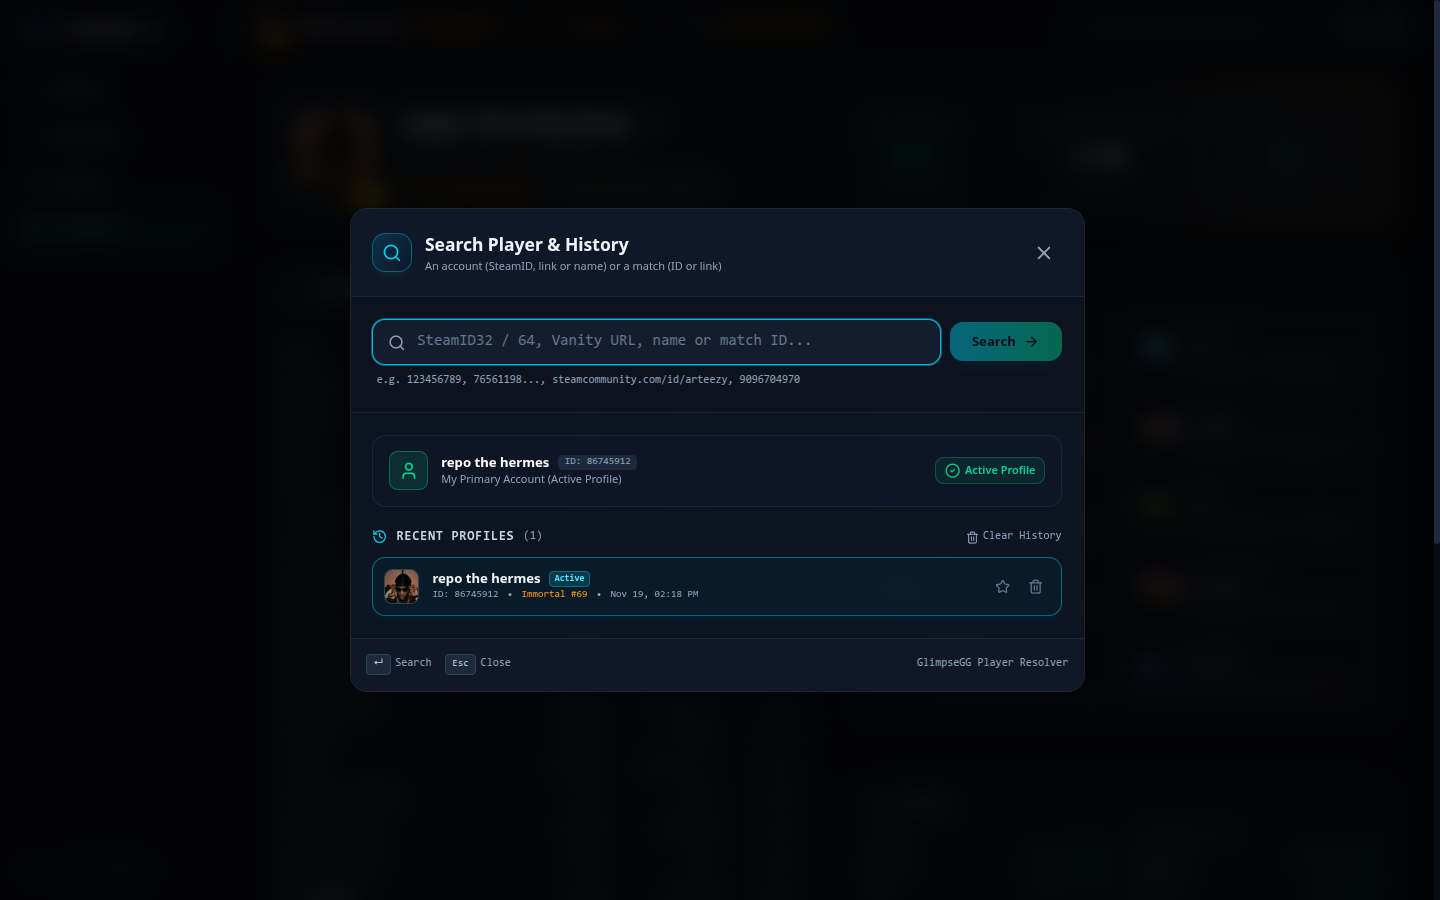 Search Player & History
An account (SteamID, link or name) or a match (ID or link)
SteamID32 / 64, Vanity URL, name or match ID...
Search →
e.g. 123456789, 76561198..., steamcommunity.com/id/arteezy, 9096704970
repo the hermes ID: 86745912
My Primary Account (Active Profile)
Active Profile
RECENT PROFILES (1)
Clear History
repo the hermes Active
ID: 86745912 • Immortal #69 • Nov 19, 02:18 PM
↵ Search Esc Close
GlimpseGG Player Resolver